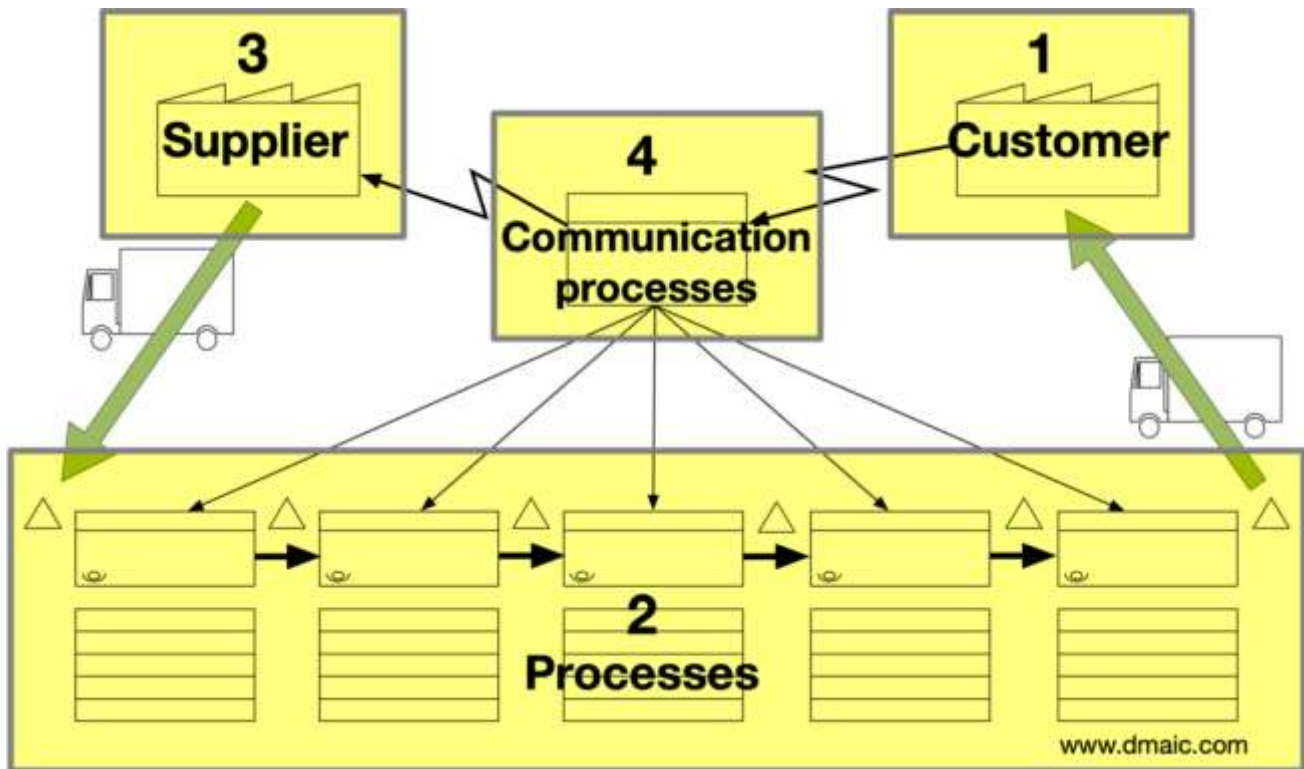 3
Supplier
1
Customer
4
Communication
processes
2
Processes
www.dmaic.com